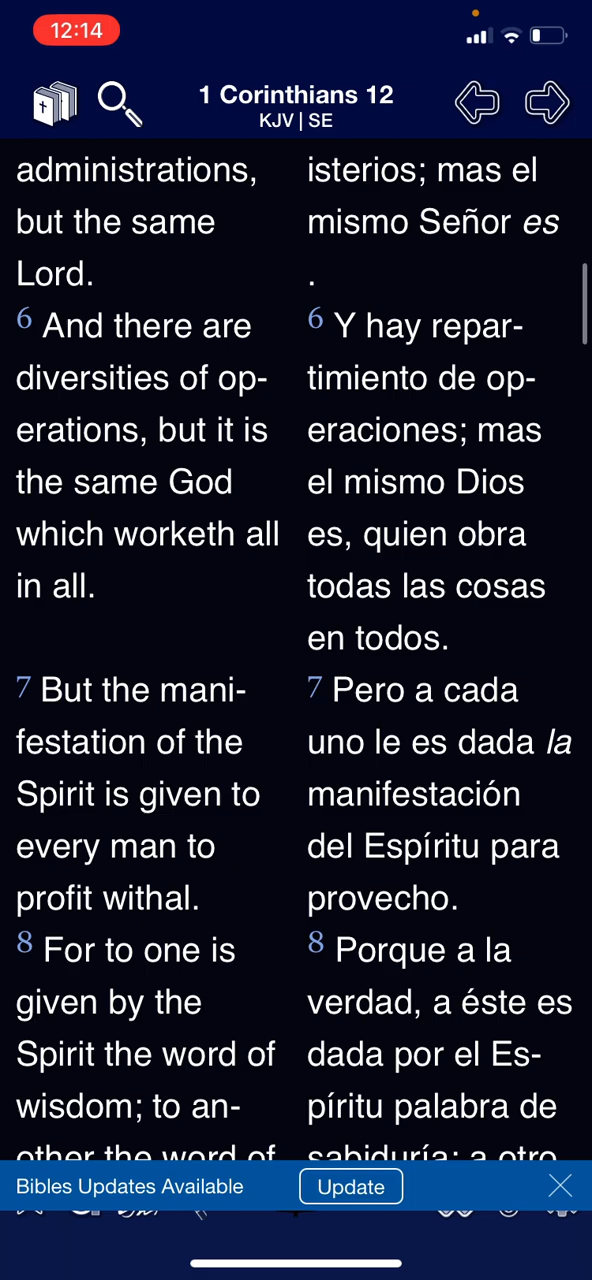 12:14
1 Corinthians 12
KJV | SE
administrations,
but the same
Lord.
6 And there are
diversities of op-
erations, but it is
the same God
which worketh all
in all.
7 But the mani-
festation of the
Spirit is given to
every man to
profit withal.
8 For to one is
given by the
Spirit the word of
wisdom; to an-
other the word of
isterios; mas el
mismo Señor es
.
6 Y hay repar-
timiento de op-
eraciones; mas
el mismo Dios
es, quien obra
todas las cosas
en todos.
7 Pero a cada
uno le es dada la
manifestación
del Espíritu para
provecho.
8 Porque a la
verdad, a éste es
dada por el Es-
píritu palabra de
sabiduría; a otro
Bibles Updates Available
Update